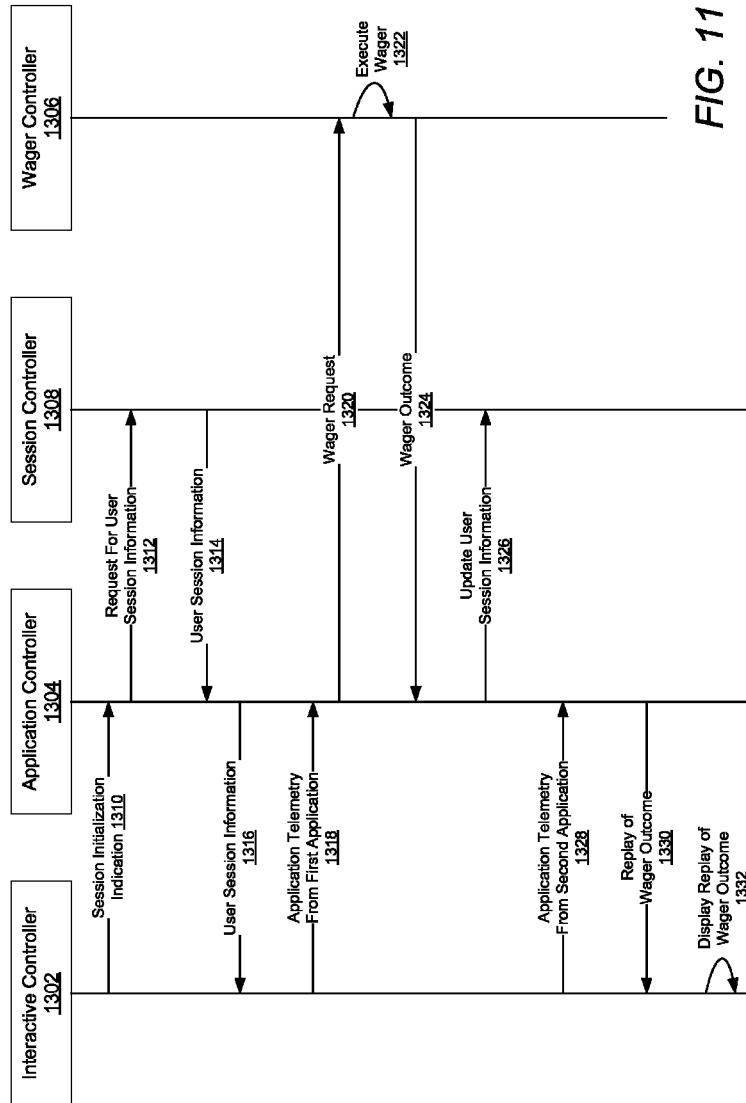 Interactive Controller
1302
Application Controller
1304
Session Controller
1308
Wager Controller
1306
Session Initialization
Indication 1310
Request For User
Session Information
1312
User Session Information
1314
User Session Information
1316
Application Telemetry
From First Application
1318
Wager Request
1320
Execute
Wager
1322
Wager Outcome
1324
Update User
Session Information
1326
Application Telemetry
From Second Application
1328
Replay of
Wager Outcome
1330
Display Replay of
Wager Outcome
1332
FIG. 11